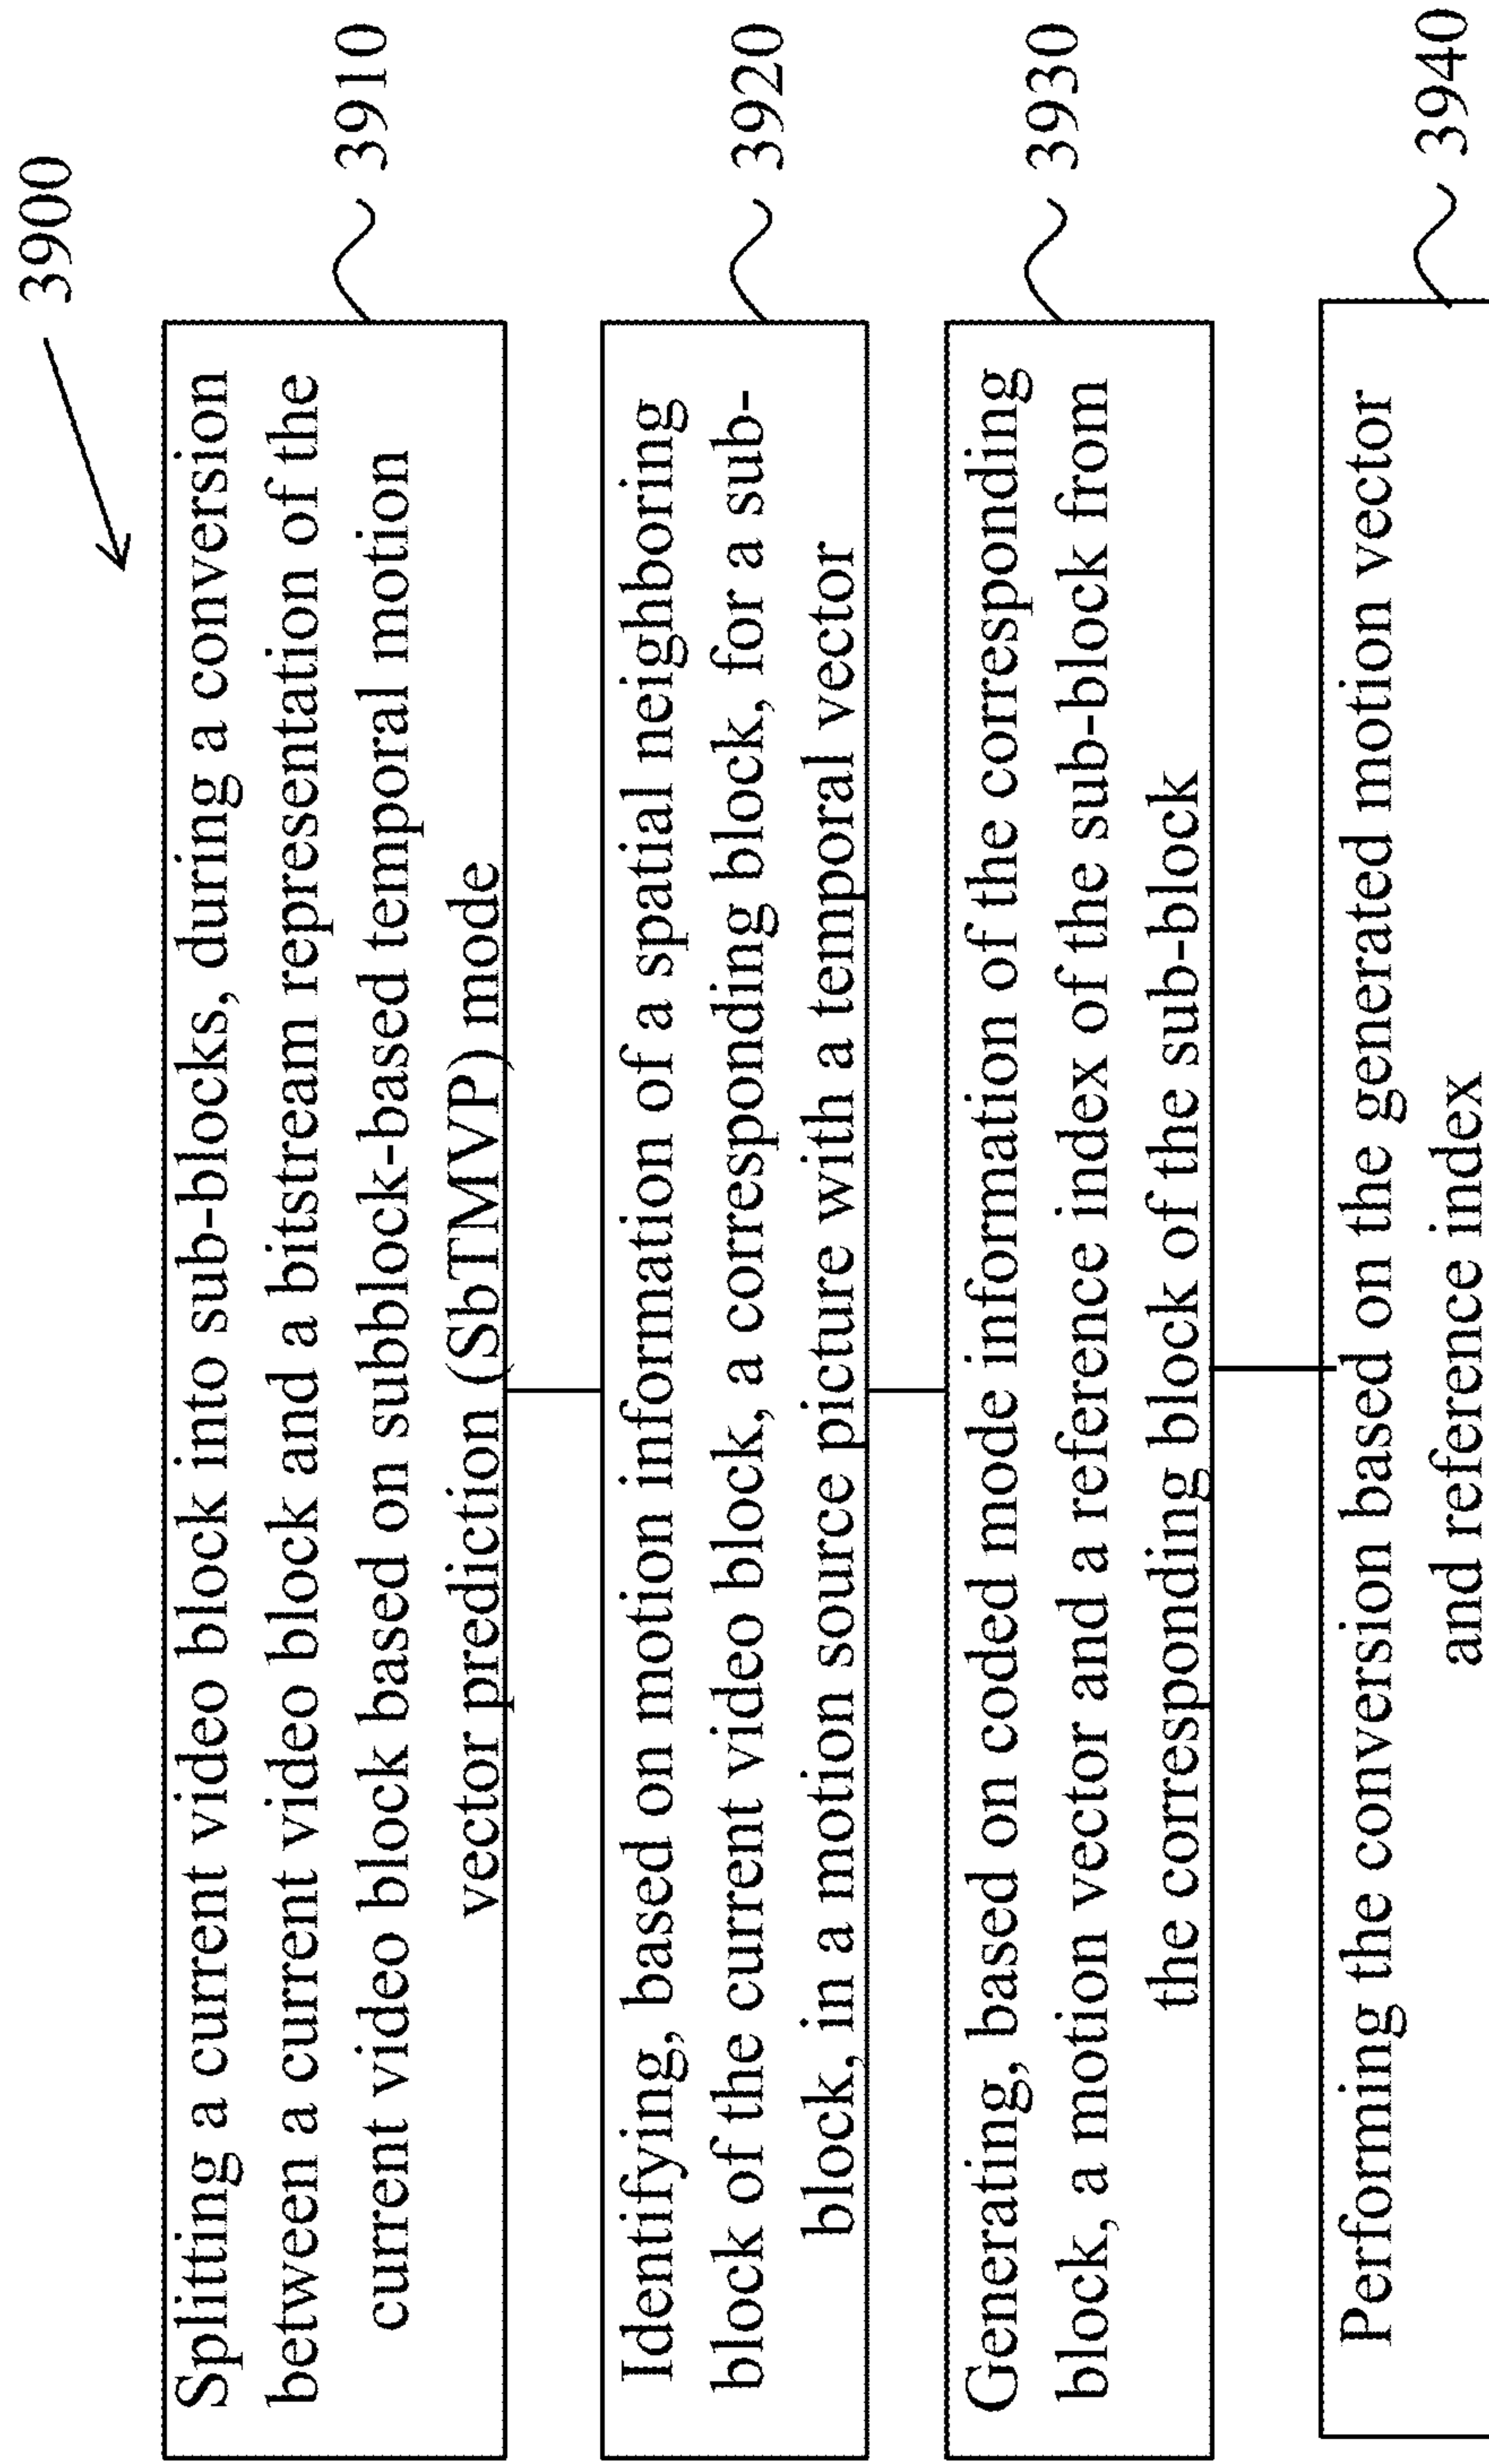 3900
Splitting a current video block into sub-blocks, during a conversion
between a current video block and a bitstream representation of the
current video block based on subblock-based temporal motion
vector prediction (SbTMVP) mode
3910
Identifying, based on motion information of a spatial neighboring
block of the current video block, a corresponding block, for a sub-
block, in a motion source picture with a temporal vector
3920
Generating, based on coded mode information of the corresponding
block, a motion vector and a reference index of the sub-block from
the corresponding block of the sub-block
3930
Performing the conversion based on the generated motion vector
and reference index
3940